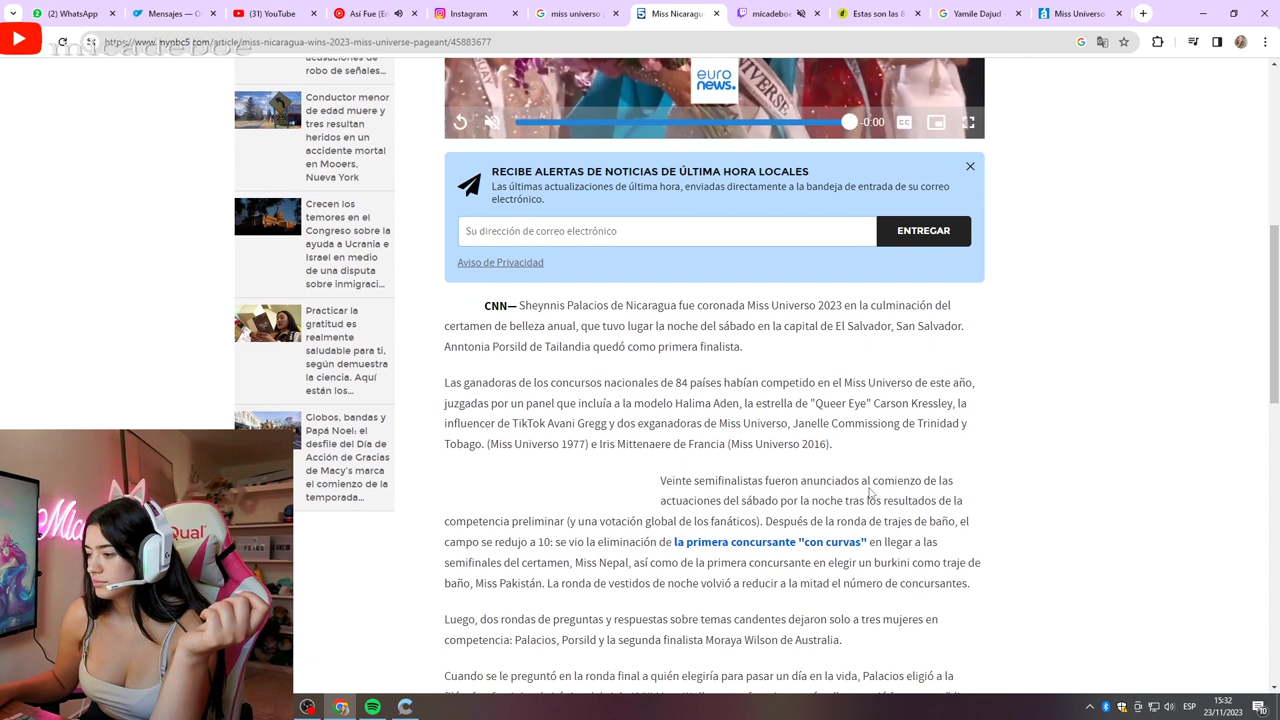 WhatsApp
Mensajes — C
(31) YouTube
Así Fue (En
Instagram
miss universo
Miss Nicaragu
micadeboe
Estas son las 8
Yamile Dajud -
Miss Universo
https://www.mynbc5.com/article/miss-nicaragua-wins-2023-miss-universe-pageant/45883677
micadeboe
acusaciones de
robo de señales...
Conductor menor
de edad muere y
tres resultan
heridos en un
accidente mortal
en Mooers,
Nueva York
Crecen los
temores en el
Congreso sobre la
ayuda a Ucrania e
Israel en medio
de una disputa
sobre inmigraci...
Practicar la
gratitud es
realmente
saludable para ti,
según demuestra
la ciencia. Aquí
están los...
Globos, bandas y
Papá Noel: el
desfile del Día de
Acción de Gracias
de Macy's marca
el comienzo de la
temporada...
euro
news.
-0:00
CC
RECIBE ALERTAS DE NOTICIAS DE ÚLTIMA HORA LOCALES
Las últimas actualizaciones de última hora, enviadas directamente a la bandeja de entrada de su correo
electrónico.
Su dirección de correo electrónico
ENTREGAR
Aviso de Privacidad
CNN— Sheynnis Palacios de Nicaragua fue coronada Miss Universo 2023 en la culminación del
certamen de belleza anual, que tuvo lugar la noche del sábado en la capital de El Salvador, San Salvador.
Anntonia Porsild de Tailandia quedó como primera finalista.
Las ganadoras de los concursos nacionales de 84 países habían competido en el Miss Universo de este año,
juzgadas por un panel que incluía a la modelo Halima Aden, la estrella de "Queer Eye" Carson Kressley, la
influencer de TikTok Avani Gregg y dos exganadoras de Miss Universo, Janelle Commissiong de Trinidad y
Tobago. (Miss Universo 1977) e Iris Mittenaere de Francia (Miss Universo 2016).
Veinte semifinalistas fueron anunciados al comienzo de las
actuaciones del sábado por la noche tras los resultados de la
competencia preliminar (y una votación global de los fanáticos). Después de la ronda de trajes de baño, el
campo se redujo a 10: se vio la eliminación de la primera concursante "con curvas" en llegar a las
semifinales del certamen, Miss Nepal, así como de la primera concursante en elegir un burkini como traje de
baño, Miss Pakistán. La ronda de vestidos de noche volvió a reducir a la mitad el número de concursantes.
Luego, dos rondas de preguntas y respuestas sobre temas candentes dejaron solo a tres mujeres en
competencia: Palacios, Porsild y la segunda finalista Moraya Wilson de Australia.
Cuando se le preguntó en la ronda final a quién elegiría para pasar un día en la vida, Palacios eligió a la
ESP
15:32
23/11/2023
10